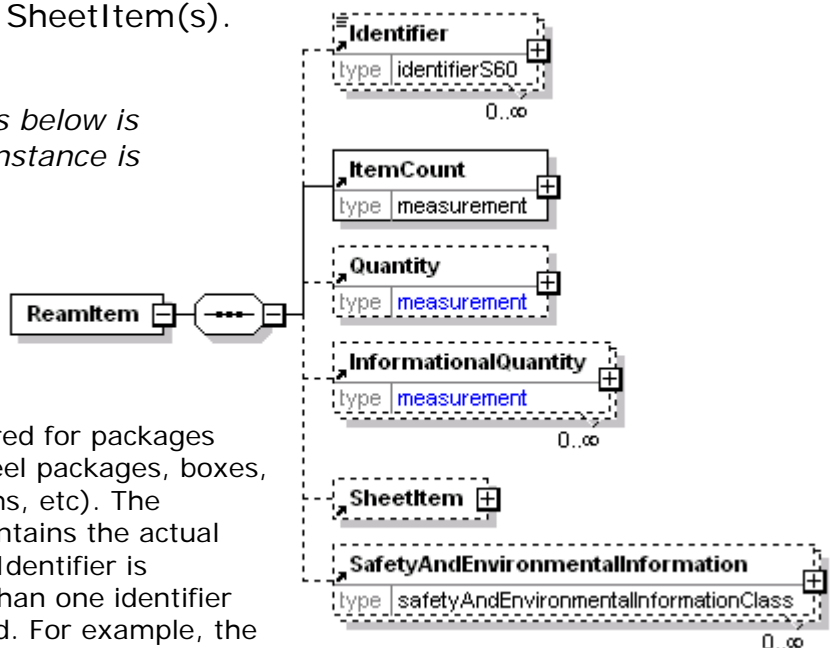 SheetItem(s).
s below is
nstance is
red for packages
eel packages, boxes,
ns, etc). The
ntains the actual
Identifier is
han one identifier
d. For example, the
ReamItem
Identifier
type identifierS60
0..∞
ItemCount
type measurement
Quantity
type measurement
InformationalQuantity
type measurement
0..∞
SheetItem
SafetyAndEnvironmentalInformation
type safetyAndEnvironmentalInformationClass
0..∞